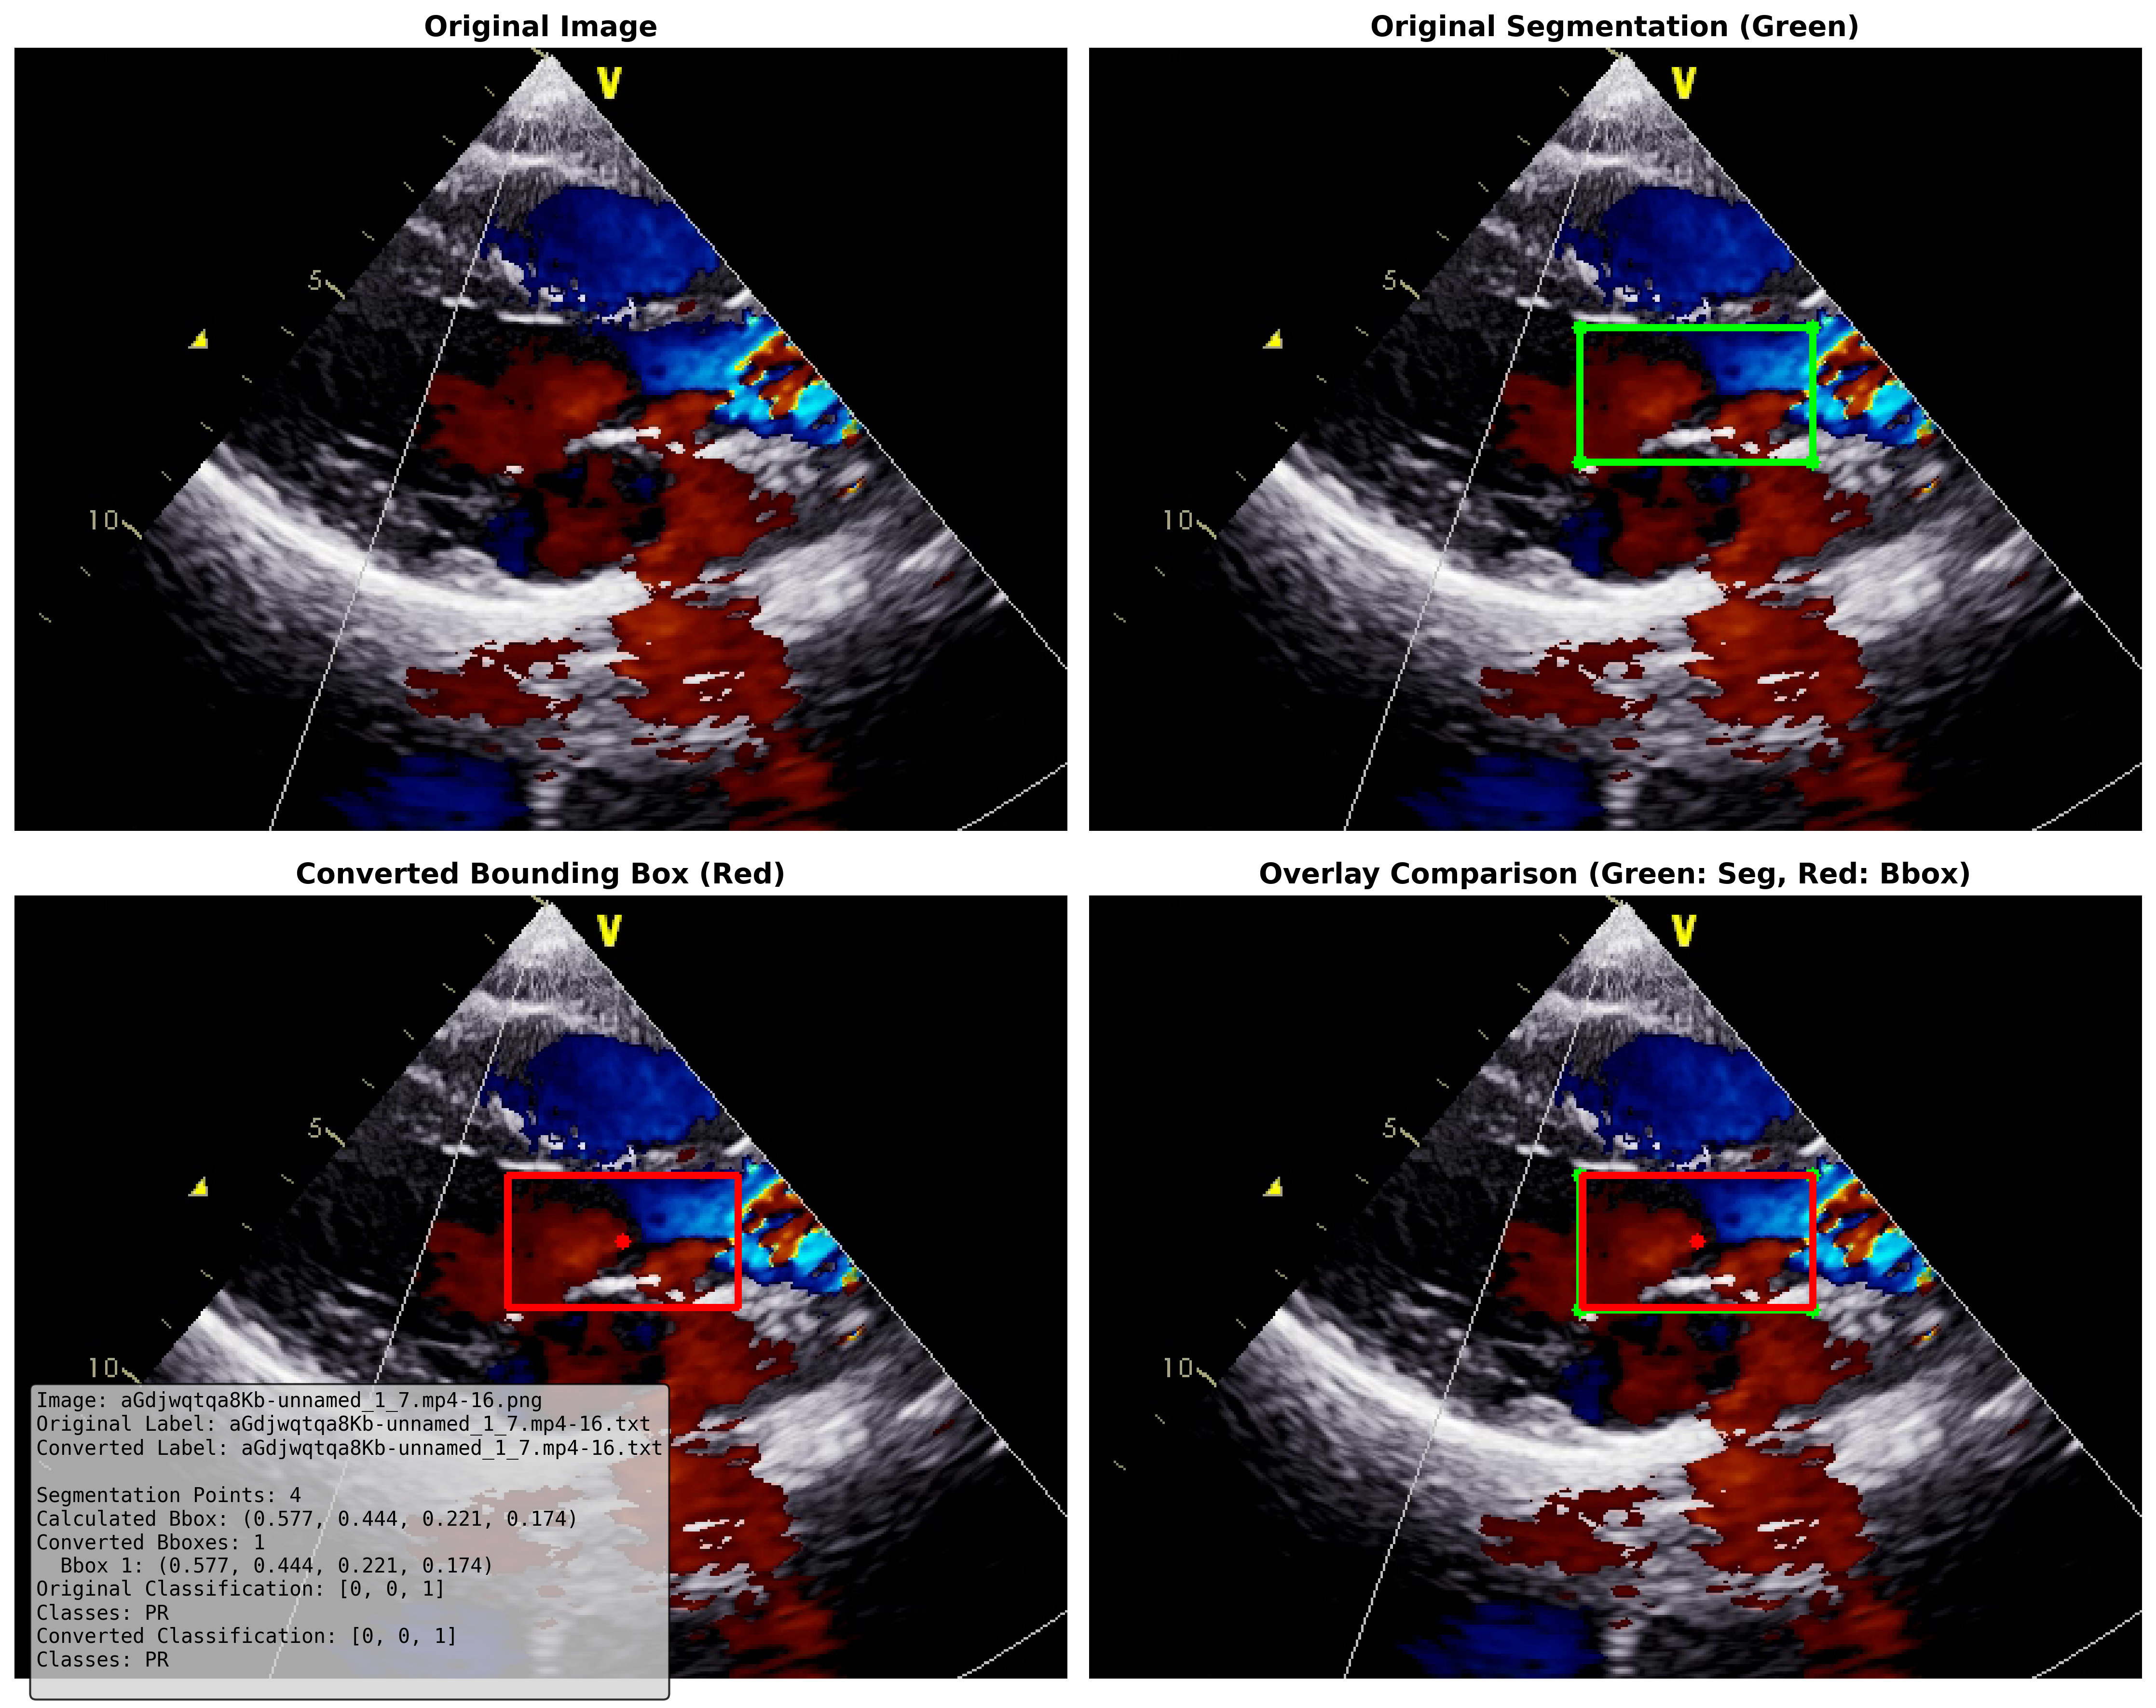 Original Image
Original Segmentation (Green)
V
5
10
V
5
10
Converted Bounding Box (Red)
Overlay Comparison (Green: Seg, Red: Bbox)
V
5
10
V
5
10
Image: aGdjwqtqa8Kb-unnamed_1_7.mp4-16.png
Original Label: aGdjwqtqa8Kb-unnamed_1_7.mp4-16.txt
Converted Label: aGdjwqtqa8Kb-unnamed_1_7.mp4-16.txt
Segmentation Points: 4
Calculated Bbox: (0.577, 0.444, 0.221, 0.174)
Converted Bboxes: 1
Bbox 1: (0.577, 0.444, 0.221, 0.174)
Original Classification: [0, 0, 1]
Classes: PR
Converted Classification: [0, 0, 1]
Classes: PR